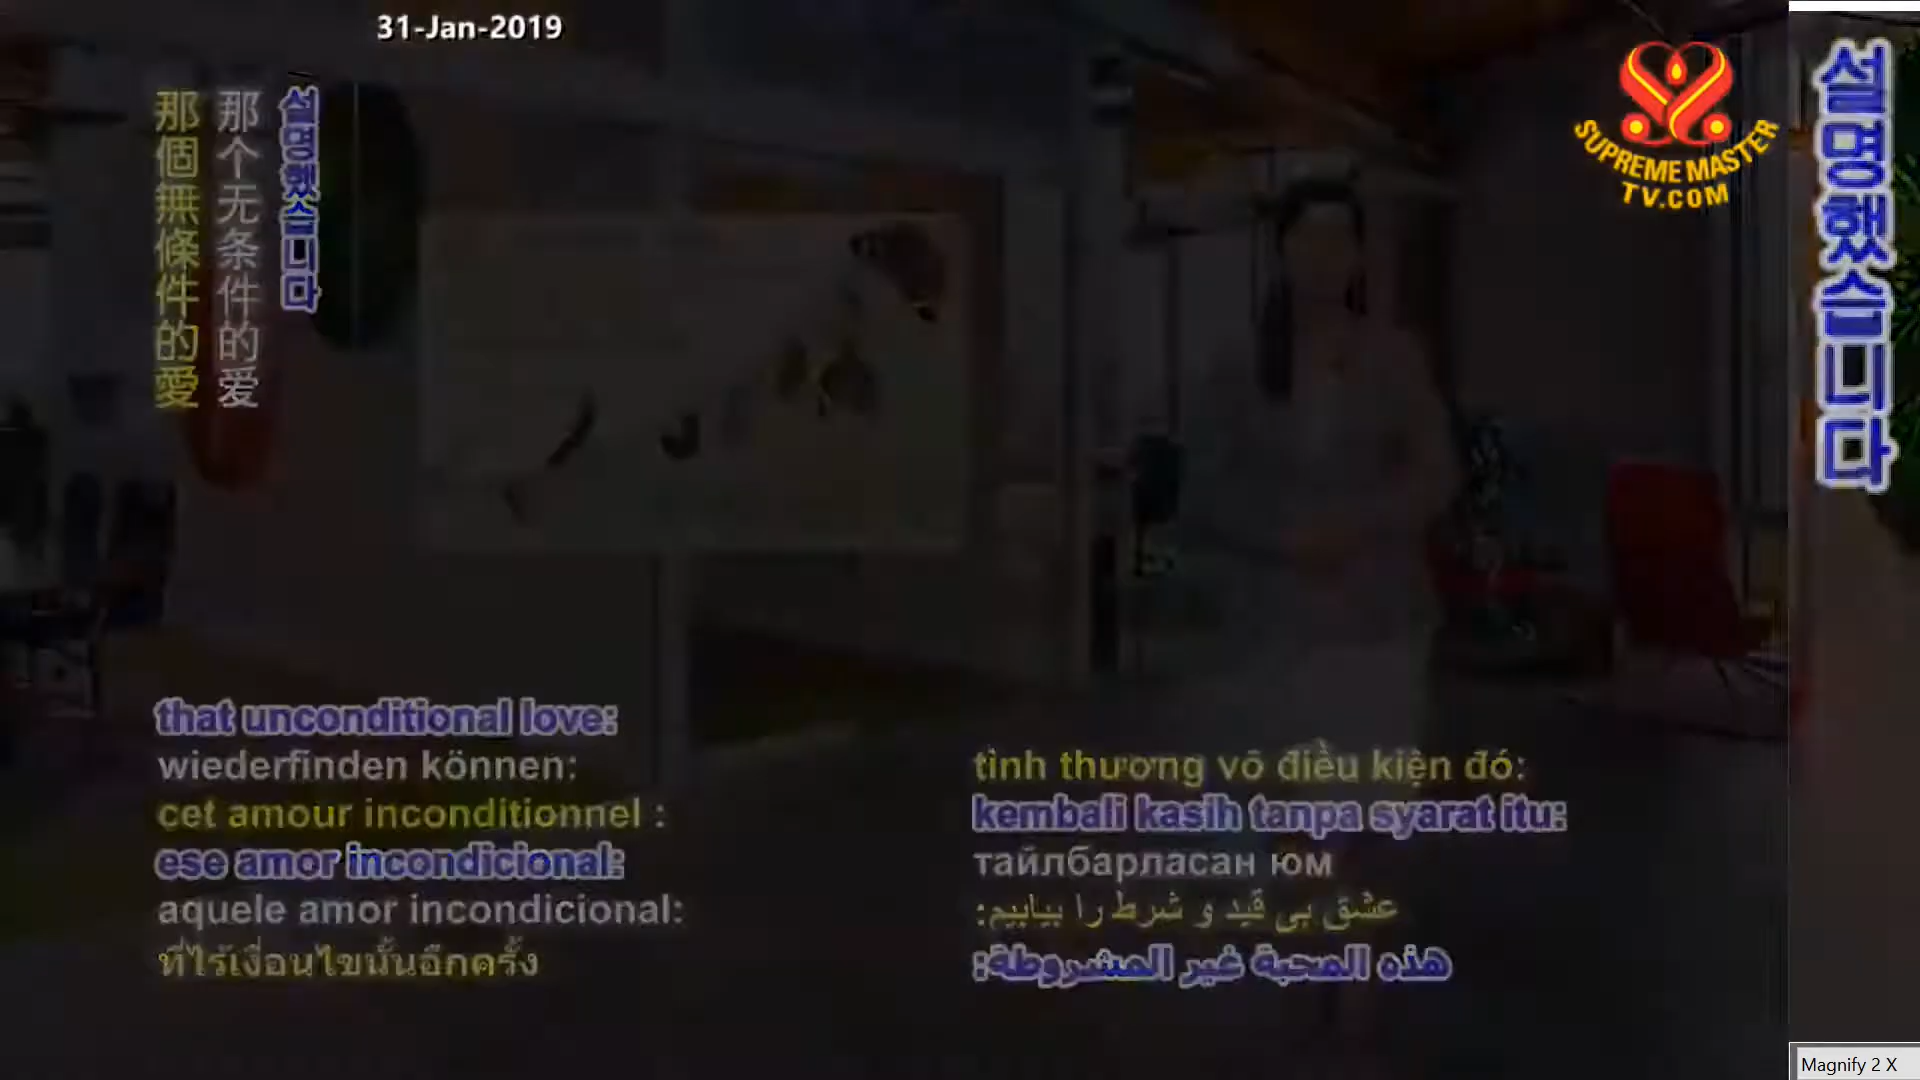 31-Jan-2019
SUPREME MASTER
TV.COM
설명했습니다
那个无条件的爱
那個無條件的愛
설명했습니다
that unconditional love:
wiederfinden können:
cet amour inconditionnel :
ese amor incondicional:
aquele amor incondicional:
ที่ไร้เงื่อนไขนั้นอีกครั้ง
tình thương vô điều kiện đó:
kembali kasih tanpa syarat itu:
тайлбарласан юм
عشق بی قید و شرط را بیابیم:
هذه المحبة غير المشروطة:
Magnify 2 X